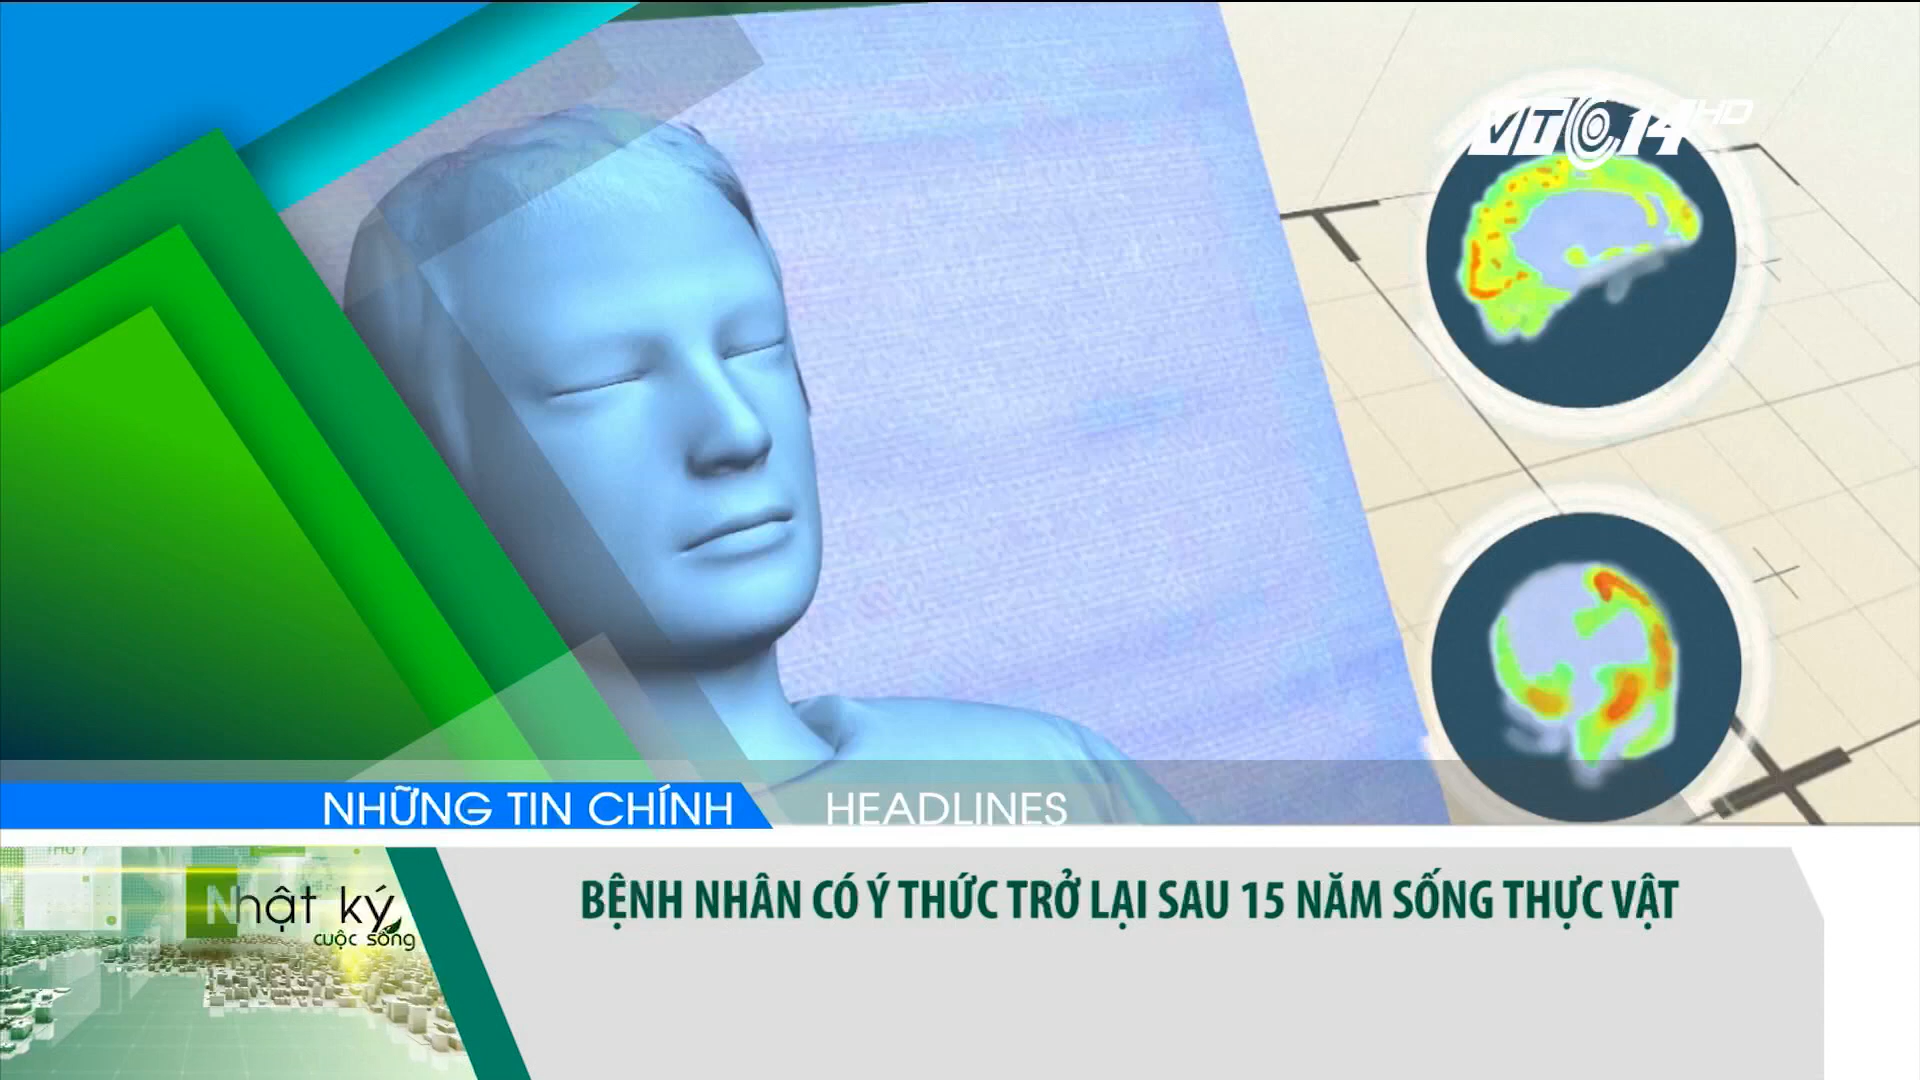 VTC14 HD
NHỮNG TIN CHÍNH
HEADLINES
Nhật ký
cuộc sống
BỆNH NHÂN CÓ Ý THỨC TRỞ LẠI SAU 15 NĂM SỐNG THỰC VẬT